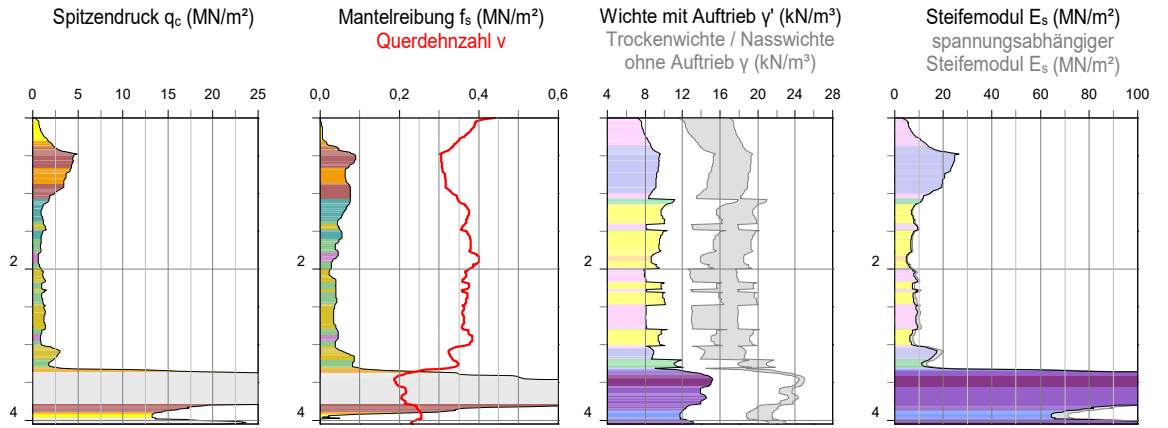 Spitzendruck qc (MN/m²)
0 5 10 15 20 25
2
4
Mantelreibung fs (MN/m²)
Querdehnzahl ν
0,0 0,2 0,4 0,6
2
4
Wichte mit Auftrieb γ' (kN/m³)
Trockenwichte / Nasswichte
ohne Auftrieb γ (kN/m³)
4 8 12 16 20 24 28
2
4
Steifemodul Es (MN/m²)
spannungsabhängiger
Steifemodul Es (MN/m²)
0 20 40 60 80 100
2
4